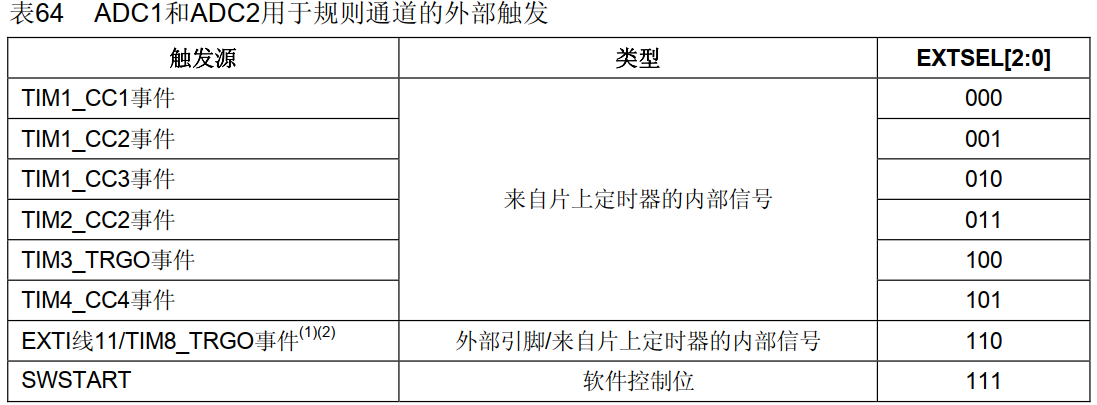 表64 ADC1和ADC2用于规则通道的外部触发
触发源 类型 EXTSEL[2:0]
TIM1_CC1事件 000
TIM1_CC2事件 001
TIM1_CC3事件 010
来自片上定时器的内部信号
TIM2_CC2事件 011
TIM3_TRGO事件 100
TIM4_CC4事件 101
EXTI线11/TIM8_TRGO事件(1)(2) 外部引脚/来自片上定时器的内部信号 110
SWSTART 软件控制位 111